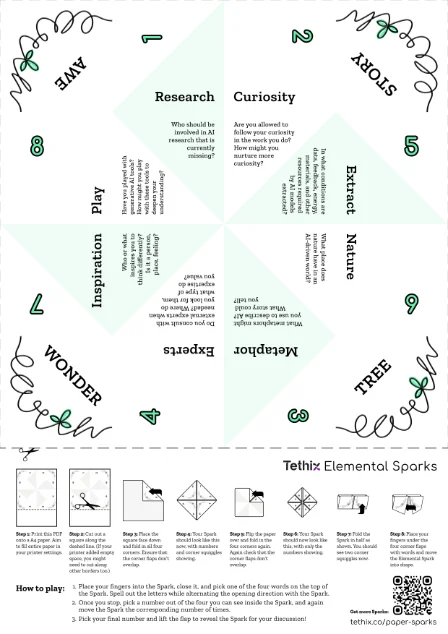 AWE
1
2
STORY
Research
Curiosity
Who should be
involved in AI
research that is
currently
missing?
Are you allowed to
follow your curiosity
in the work you do?
How might you
nurture more
curiosity?
8
5
Play
Have you played with
generative AI tools?
How might you play
with these tools to
deepen your
understanding?
In what conditions are
data, feedback, energy,
materials, and other
resources required
by AI models
extracted?
Extract
Inspiration
Who or what
inspires you to
think differently?
Is it a person,
place, feeling?
What place does
nature have in an
AI-driven world?
Nature
7
6
Experts
Do you consult with
external experts when
needed? Where do
you look for them,
what type of
expertise do
you value?
Metaphor
What metaphors might
you use to describe AI?
What story could
you tell?
WONDER
4
3
TREE
Tethix Elemental Sparks
Step 1: Print this PDF
on a A4 paper. Aim
to fill entire paper in
your printer settings.
Step 2: Cut out a
square along the
dashed line. (If your
printer added empty
space, you might
need to cut along
other borders too.)
Step 3: Place the
square face down
and fold in all four
corners. Ensure that
the corner flaps don't
overlap.
Step 4: Your Spark
should look like this
now, with numbers
and corner squiggles
showing.
Step 5: Flip the paper
over and fold in the
four corners again.
Again check that the
corner flaps don't
overlap.
Step 6: Your Spark
should now look like
this, with only the
numbers showing.
Step 7: Fold the
Spark in half as
shown. You should
see two corner
squiggles now.
Step 8: Place your
fingers under the
four corner flaps
with words and move
the Elemental Spark
into shape.
How to play:
1. Place your fingers into the Spark, close it, and pick one of the four words on the top of
the Spark. Spell out the letters while alternating the opening direction with the Spark.
2. Once you stop, pick a number out of the four you can see inside the Spark, and again
move the Spark the corresponding number of times.
3. Pick your final number and lift the flap to reveal the Spark for your discussion!
Get more Sparks:
tethix.co/paper-sparks